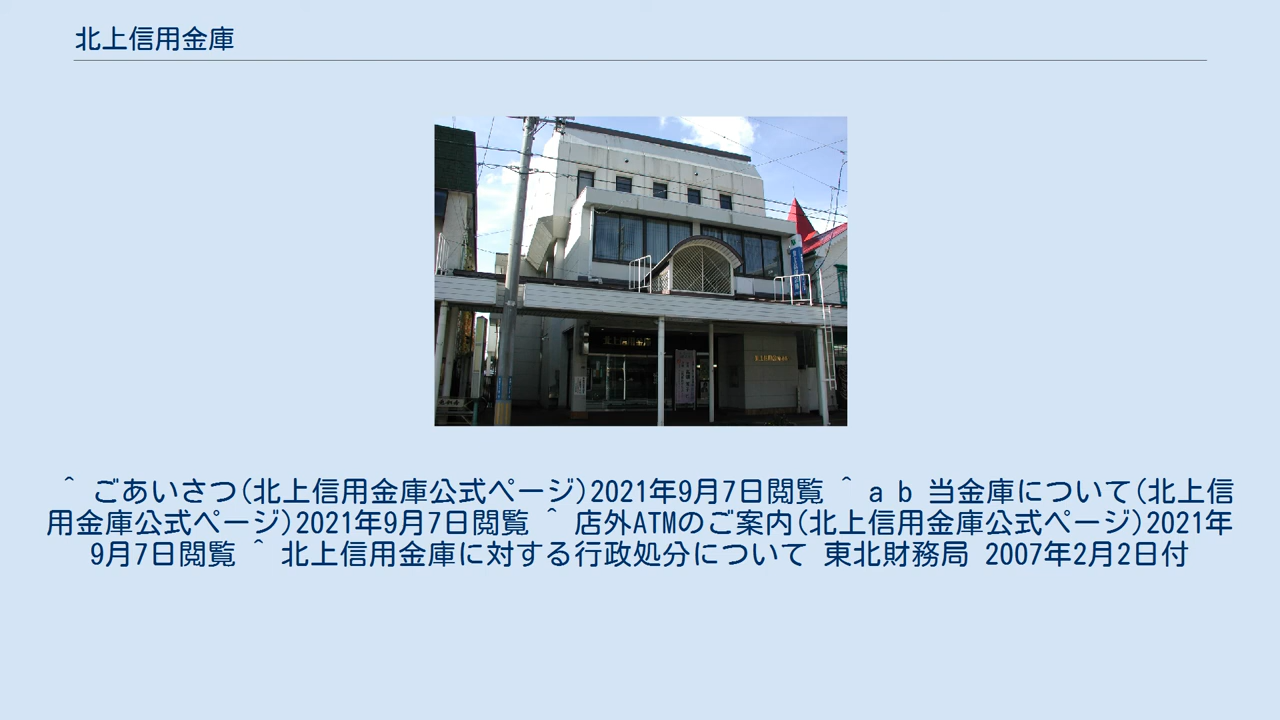 北上信用金庫
北上信用金庫
^ ごあいさつ(北上信用金庫公式ページ)2021年9月7日閲覧 ^ a b 当金庫について(北上信
用金庫公式ページ)2021年9月7日閲覧 ^ 店外ATMのご案内(北上信用金庫公式ページ)2021年
9月7日閲覧 ^ 北上信用金庫に対する行政処分について 東北財務局 2007年2月2日付